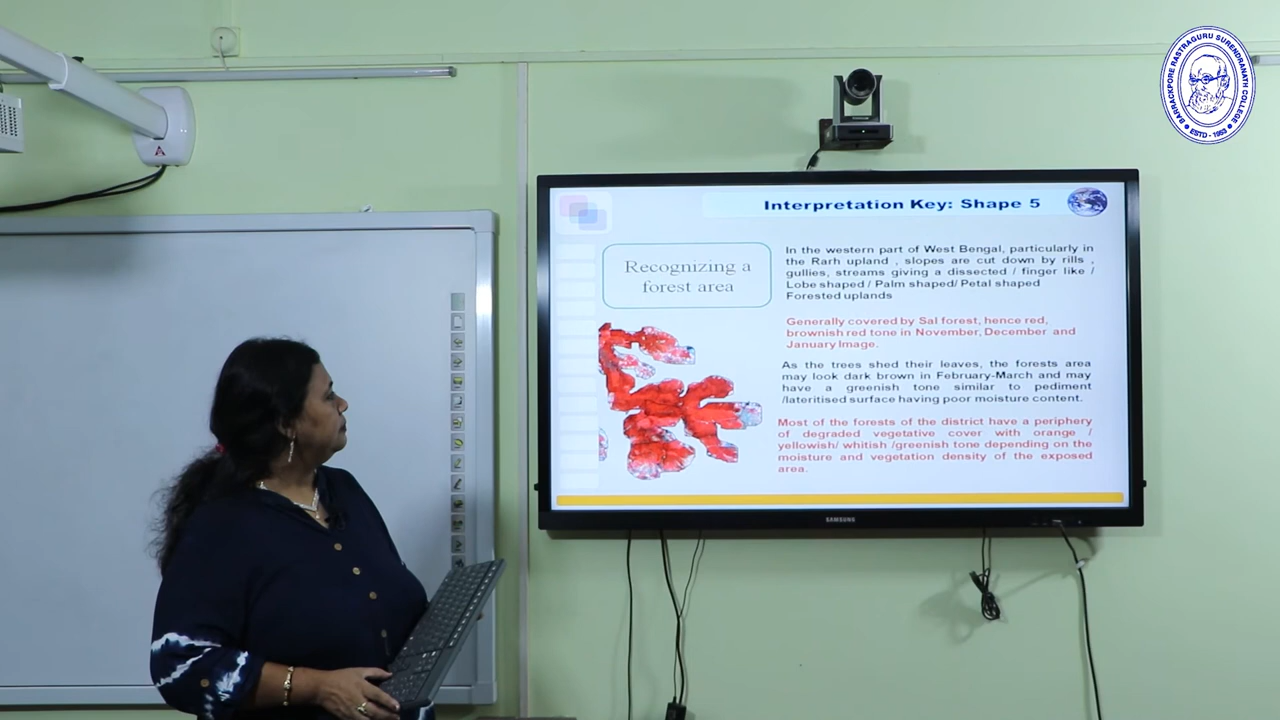 BARRACKPORE RASTRAGURU SURENDRANATH COLLEGE
ESTD - 1953
Interpretation Key: Shape 5
Recognizing a
forest area
In the western part of West Bengal, particularly in
the Rarh upland , slopes are cut down by rills ,
gullies, streams giving a dissected / finger like /
Lobe shaped / Palm shaped/ Petal shaped
Forested uplands
Generally covered by Sal forest, hence red,
brownish red tone in November, December and
January Image.
As the trees shed their leaves, the forests area
may look dark brown in February-March and may
have a greenish tone similar to pediment
/lateritised surface having poor moisture content.
Most of the forests of the district have a periphery
of degraded vegetative cover with orange /
yellowish/ whitish /greenish tone depending on the
moisture and vegetation density of the exposed
area.
SAMSUNG